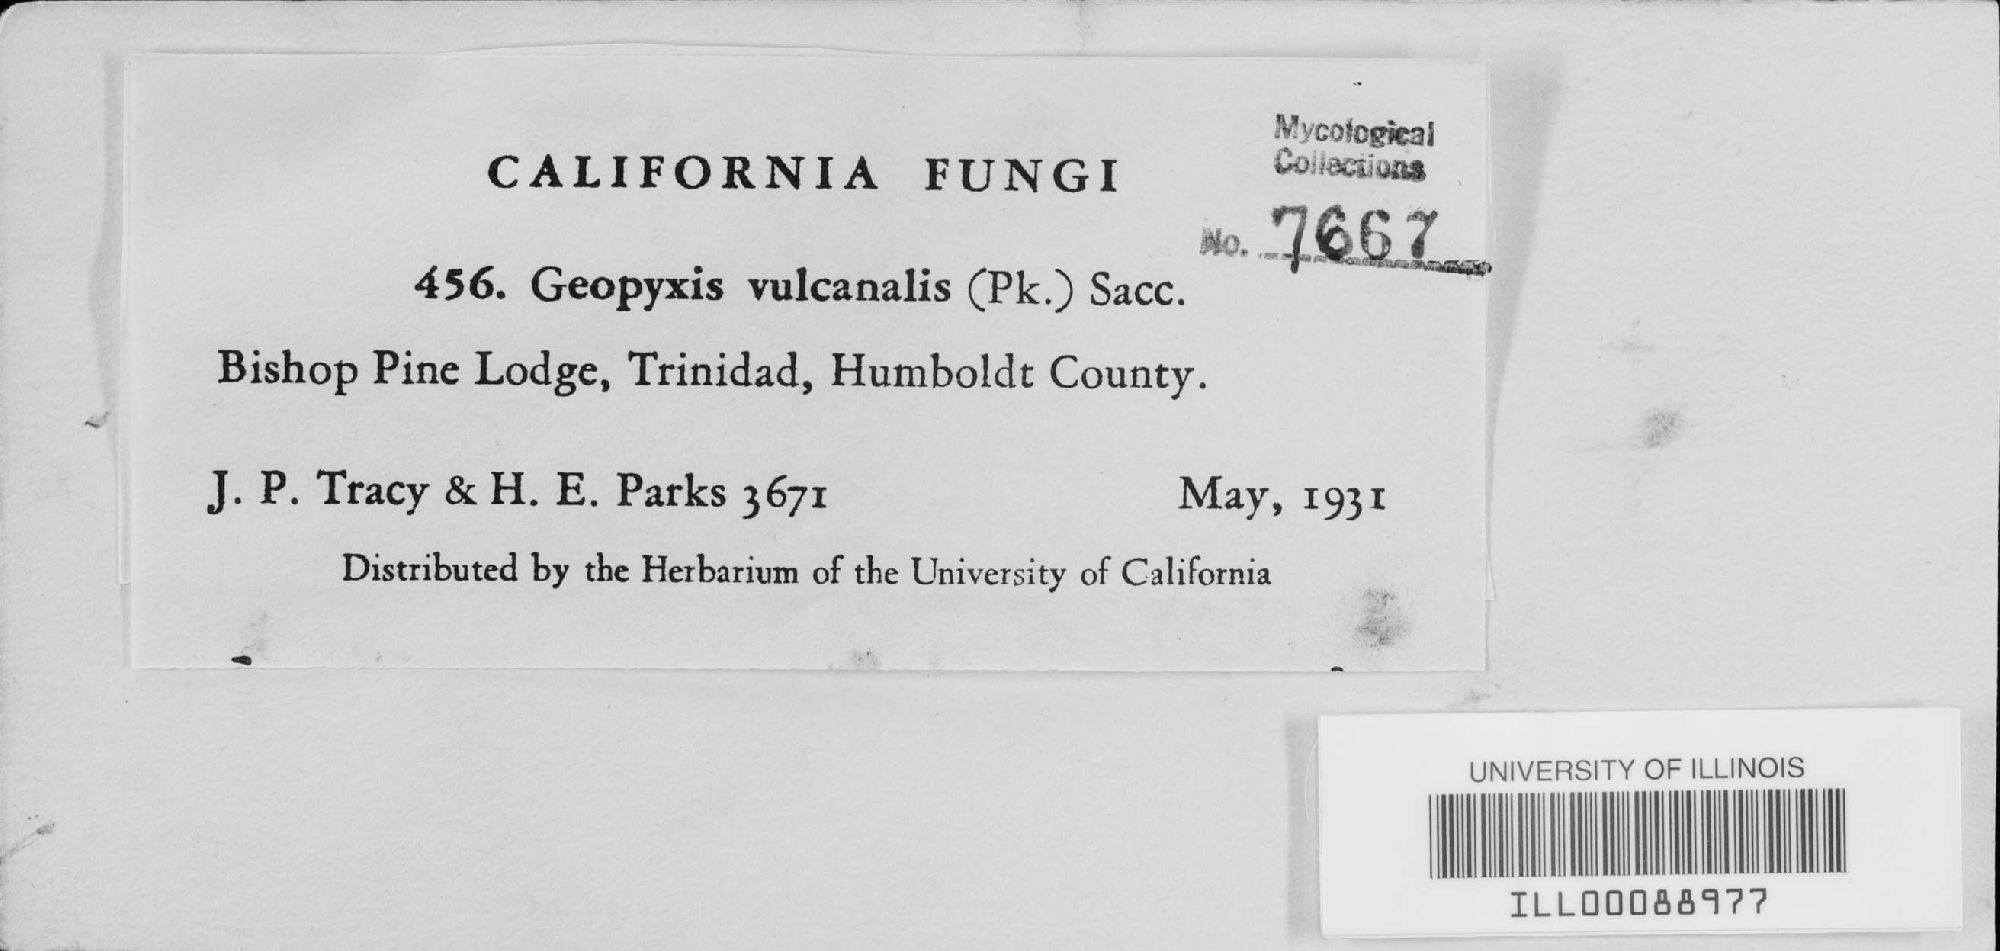 CALIFORNIA FUNGI
Mycological
Collections
No. 7667
456. Geopyxis vulcanalis (Pk.) Sacc.
Bishop Pine Lodge, Trinidad, Humboldt County.
J. P. Tracy & H. E. Parks 3671 May, 1931
Distributed by the Herbarium of the University of California
UNIVERSITY OF ILLINOIS
ILL00088977